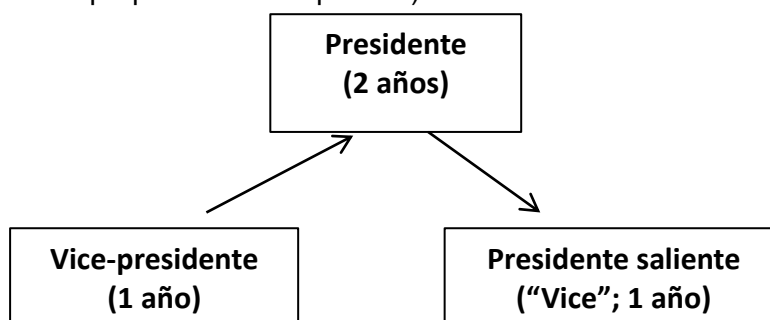 Presidente
(2 años)
Vice-presidente
(1 año)
Presidente saliente
(“Vice”; 1 año)